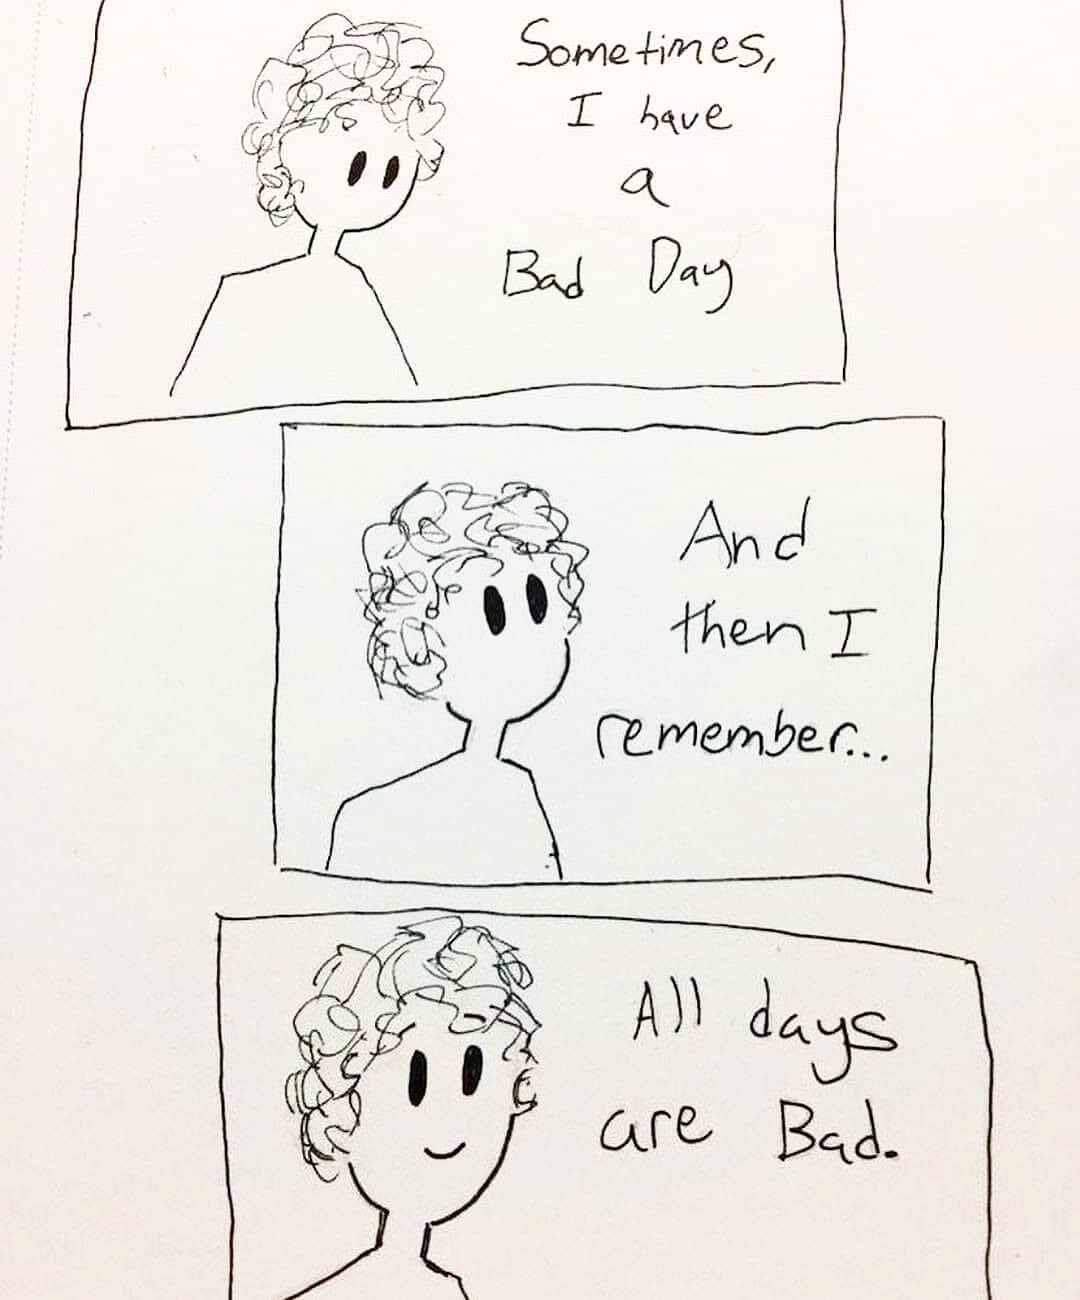 Sometimes,
I have
a
Bad Day
And
then I
remember...
All days
are Bad.